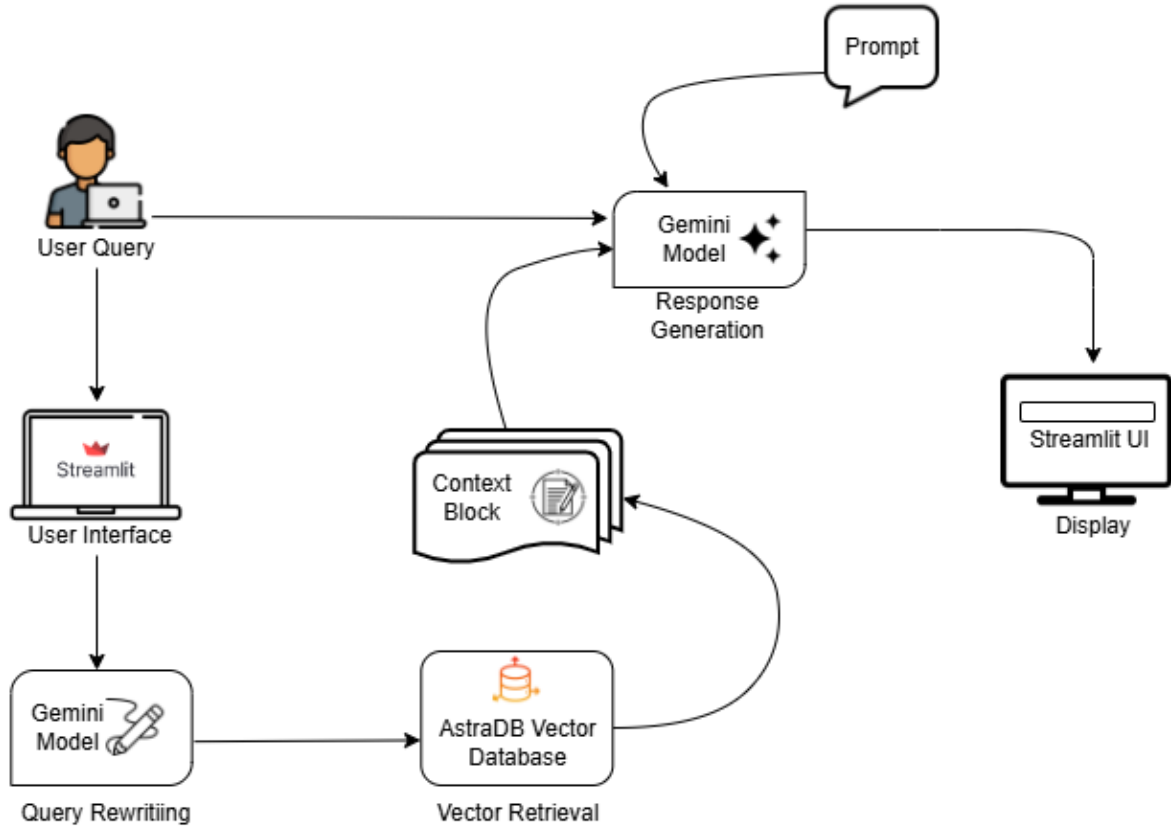 Prompt
User Query
Gemini
Model
Response
Generation
Streamlit
User Interface
Context
Block
Streamlit UI
Display
Gemini
Model
Query Rewritiing
AstraDB Vector
Database
Vector Retrieval